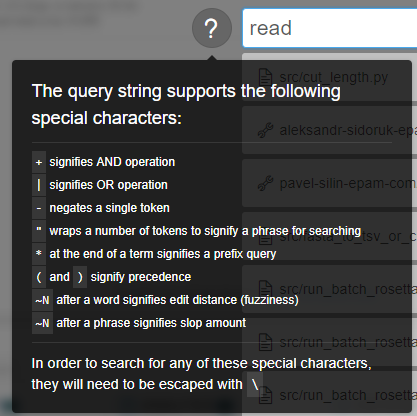 ?
read
The query string supports the following
special characters:
+ signifies AND operation
| signifies OR operation
- negates a single token
" wraps a number of tokens to signify a phrase for searching
* at the end of a term signifies a prefix query
( and ) signify precedence
~N after a word signifies edit distance (fuzziness)
~N after a phrase signifies slop amount
In order to search for any of these special characters,
they will need to be escaped with \
src/cut_length.py
aleksandr-sidoruk-epa
pavel-silin-epam-com
src/fasta_to_tsv_or_c
src/run_batch_rosetta
src/run_batch_rosetta
src/run_batch_rosetta